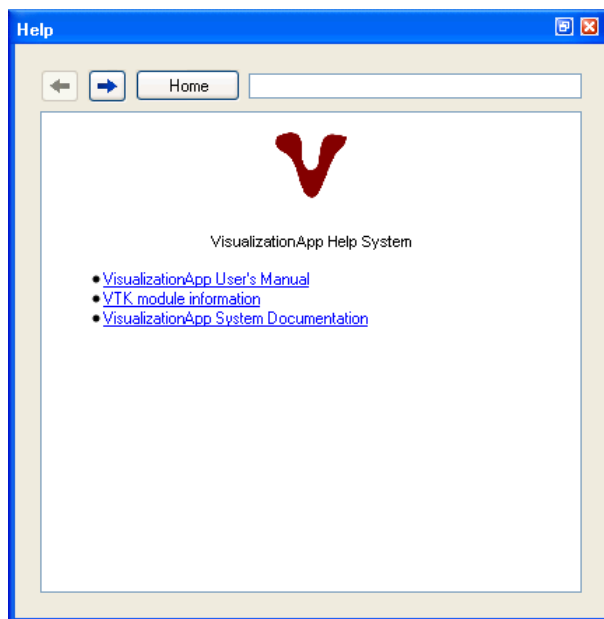 Help
Home
VisualizationApp Help System
VisualizationApp User's Manual
VTK module information
VisualizationApp System Documentation